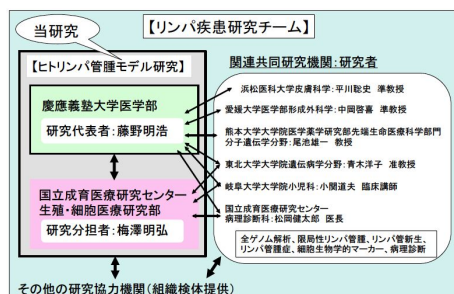 当研究
【リンパ疾患研究チーム】
【ヒトリンパ管腫モデル研究】
慶應義塾大学医学部
研究代表者:藤野明浩
国立成育医療研究センター
生殖・細胞医療研究部
研究分担者:梅澤明弘
その他の研究協力機関(組織検体提供)
関連共同研究機関:研究者
浜松医科大学皮膚科:平川聡史 準教授
愛媛大学医学部形成外科:中岡啓喜 準教授
熊本大学大学院医学薬学研究部先端生命医療科学部門
分子遺伝学分野:尾池雄一 教授
東北大学大学院遺伝病学分野:青木洋子 准教授
岐阜大学大学院小児科:小関道夫 臨床講師
国立成育医療研究センター
病理診断科:松岡健太郎 医長
全ゲノム解析、限局性リンパ管腫、リンパ管新生、
リンパ管腫症、細胞生物学的マーカー、病理診断